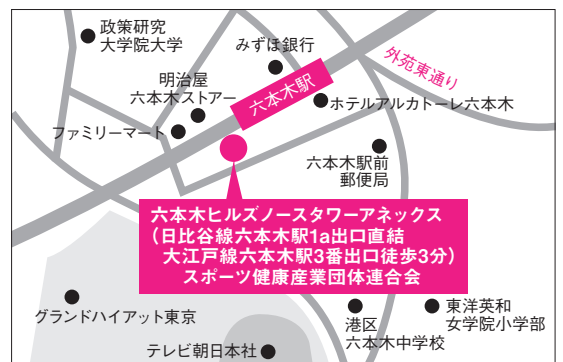 政策研究
大学院大学
みずほ銀行
外苑東通り
明治屋
六本木ストアー
六本木駅
ホテルアルカトーレ六本木
ファミリーマート
六本木駅前
郵便局
六本木ヒルズノースタワーアネックス
(日比谷線六本木駅1a出口直結
大江戸線六本木駅3番出口徒歩3分)
スポーツ健康産業団体連合会
グランドハイアット東京
港区
六本木中学校
東洋英和
女学院小学部
テレビ朝日本社